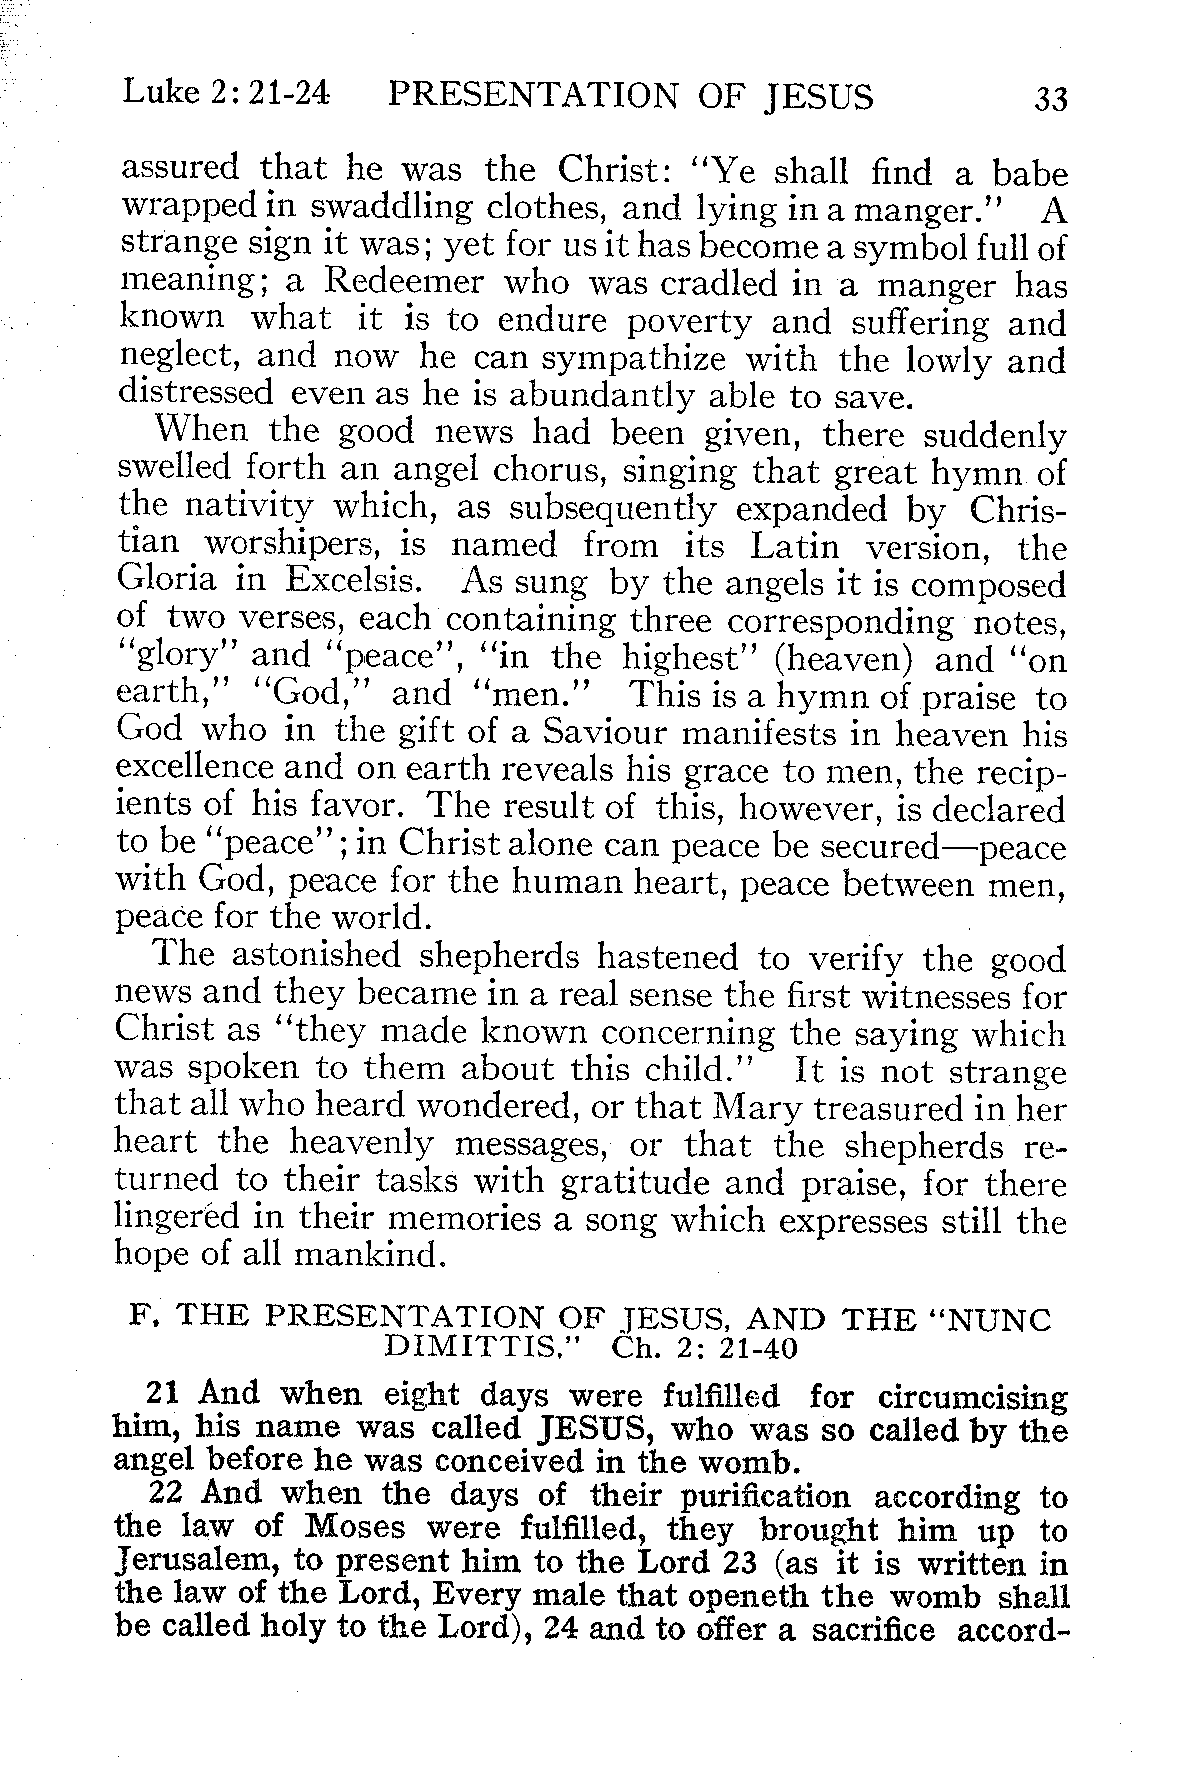 Luke 2: 21-24 PRESENTATION OF JESUS 33
assured that he was the Christ: "Ye shall find a babe
wrapped in swaddling clothes, and lying in a manger." A
strange sign it was; yet for us it has become a symbol full of
meaning; a Redeemer who was cradled in a manger has
known what it is to endure poverty and suffering and
neglect, and now he can sympathize with the lowly and
distressed even as he is abundantly able to save.
When the good news had been given, there suddenly
swelled forth an angel chorus, singing that great hymn of
the nativity which, as subsequently expanded by Chris-
tian worshipers, is named from its Latin version, the
Gloria in Excelsis. As sung by the angels it is composed
of two verses, each containing three corresponding notes,
"glory" and "peace", "in the highest" (heaven) and "on
earth," "God," and "men." This is a hymn of praise to
God who in the gift of a Saviour manifests in heaven his
excellence and on earth reveals his grace to men, the recip-
ients of his favor. The result of this, however, is declared
to be "peace"; in Christ alone can peace be secured—peace
with God, peace for the human heart, peace between men,
peace for the world.
The astonished shepherds hastened to verify the good
news and they became in a real sense the first witnesses for
Christ as "they made known concerning the saying which
was spoken to them about this child." It is not strange
that all who heard wondered, or that Mary treasured in her
heart the heavenly messages, or that the shepherds re-
turned to their tasks with gratitude and praise, for there
lingered in their memories a song which expresses still the
hope of all mankind.
F. THE PRESENTATION OF JESUS, AND THE "NUNC
DIMITTIS." Ch. 2: 21-40
21 And when eight days were fulfilled for circumcising
him, his name was called JESUS, who was so called by the
angel before he was conceived in the womb.
22 And when the days of their purification according to
the law of Moses were fulfilled, they brought him up to
Jerusalem, to present him to the Lord 23 (as it is written in
the law of the Lord, Every male that openeth the womb shall
be called holy to the Lord), 24 and to offer a sacrifice accord-